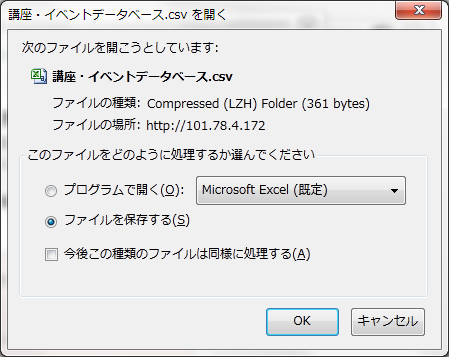 講座・イベントデータベース.csv を開く
次のファイルを開こうとしています:
講座・イベントデータベース.csv
ファイルの種類: Compressed (LZH) Folder (361 bytes)
ファイルの場所: http://101.78.4.172
このファイルをどのように処理するか選んでください
プログラムで開く(O): Microsoft Excel (既定)
ファイルを保存する(S)
今後この種類のファイルは同様に処理する(A)
OK キャンセル